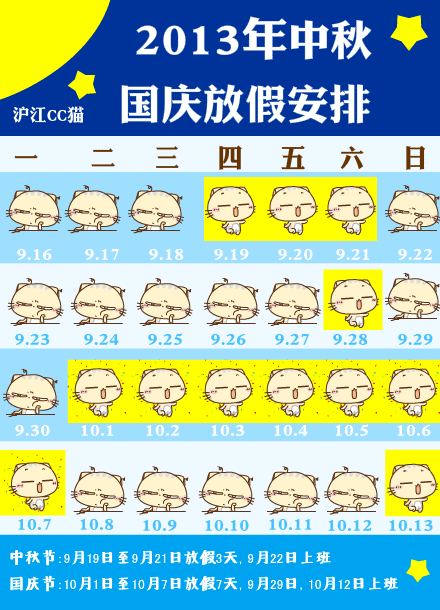 2013年中秋
国庆放假安排
沪江CC猫
一 二 三 四 五 六 日
9.16 9.17 9.18 9.19 9.20 9.21 9.22
9.23 9.24 9.25 9.26 9.27 9.28 9.29
9.30 10.1 10.2 10.3 10.4 10.5 10.6
10.7 10.8 10.9 10.10 10.11 10.12 10.13
中秋节:9月19日至9月21日放假3天,9月22日上班
国庆节:10月1日至10月7日放假7天,9月29日,10月12日上班